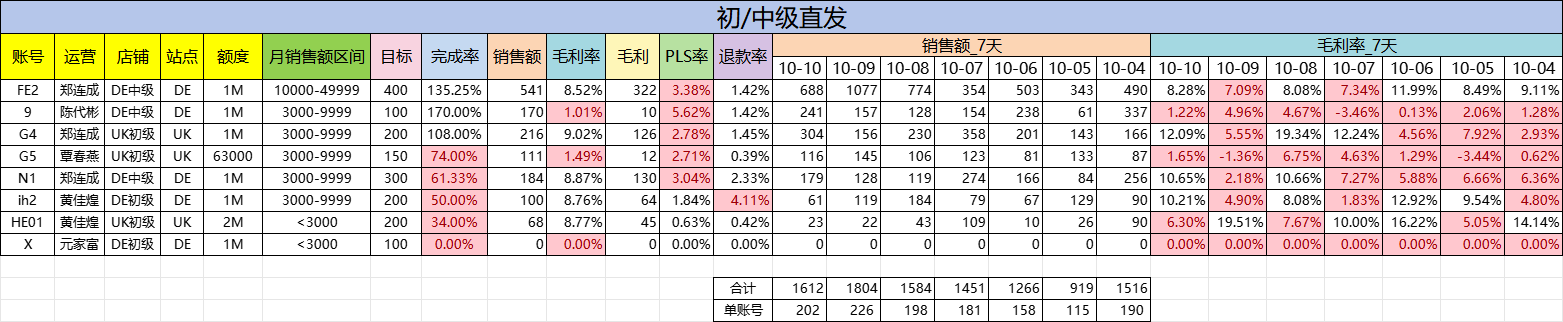 初/中级直发
账号 运营 店铺 站点 额度 月销售额区间 目标 完成率 销售额 毛利率 毛利 PLS率 退款率 销售额_7天 毛利率_7天
10-10 10-09 10-08 10-07 10-06 10-05 10-04 10-10 10-09 10-08 10-07 10-06 10-05 10-04
FE2 郑连成 DE中级 DE 1M 10000-49999 400 135.25% 541 8.52% 322 3.38% 1.42% 688 1077 774 354 503 343 490 8.28% 7.09% 8.08% 7.34% 11.99% 8.49% 9.11%
9 陈代彬 DE中级 DE 1M 3000-9999 100 170.00% 170 1.01% 10 5.62% 1.42% 241 157 128 154 238 61 337 1.22% 4.96% 4.67% -3.46% 0.13% 2.06% 1.28%
G4 郑连成 UK初级 UK 1M 3000-9999 200 108.00% 216 9.02% 126 2.78% 1.45% 304 156 230 358 201 143 166 12.09% 5.55% 19.34% 12.24% 4.56% 7.92% 2.93%
G5 覃春燕 UK初级 UK 63000 3000-9999 150 74.00% 111 1.49% 12 2.71% 0.39% 116 145 106 123 81 133 87 1.65% -1.36% 6.75% 4.63% 1.29% -3.44% 0.62%
N1 郑连成 DE中级 DE 1M 3000-9999 300 61.33% 184 8.87% 130 3.04% 2.33% 179 128 119 274 166 84 256 10.65% 2.18% 10.66% 7.27% 5.88% 6.66% 6.36%
ih2 黄佳煌 DE初级 DE 1M 3000-9999 200 50.00% 100 8.76% 64 1.84% 4.11% 61 119 184 79 67 129 90 10.21% 4.90% 8.08% 1.83% 12.92% 9.54% 4.80%
HE01 黄佳煌 UK初级 UK 2M <3000 200 34.00% 68 8.77% 45 0.63% 0.42% 23 22 43 109 10 26 90 6.30% 19.51% 7.67% 10.00% 16.22% 5.05% 14.14%
X 元家富 DE初级 DE 1M <3000 100 0.00% 0 0.00% 0 0.00% 0.00% 0 0 0 0 0 0 0 0.00% 0.00% 0.00% 0.00% 0.00% 0.00% 0.00%
合计 1612 1804 1584 1451 1266 919 1516
单账号 202 226 198 181 158 115 190